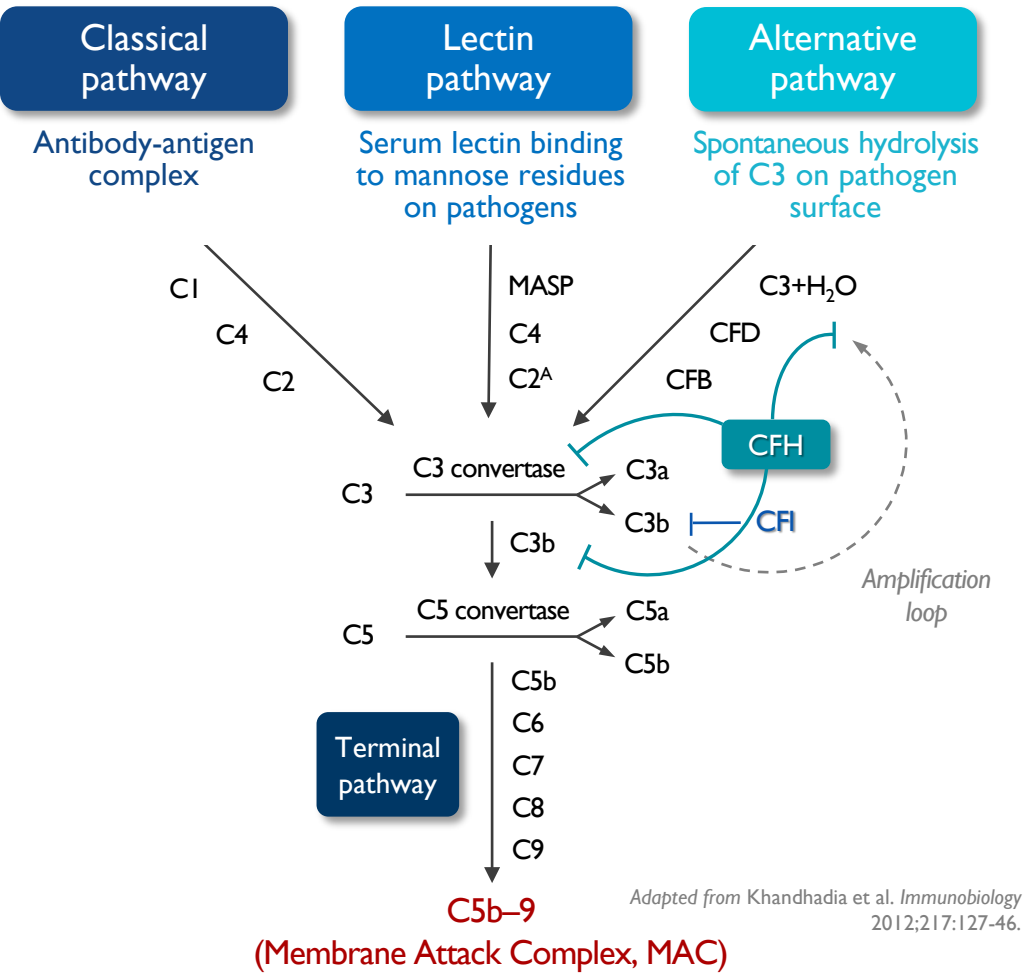 Classical
pathway
Lectin
pathway
Alternative
pathway
Antibody-antigen
complex
Serum lectin binding
to mannose residues
on pathogens
Spontaneous hydrolysis
of C3 on pathogen
surface
C1
C4
C2
MASP
C4
C2ᴬ
C3+H₂O
CFD
CFB
CFH
C3 convertase
C3
C3a
C3b
CFI
C3b
Amplification
loop
C5 convertase
C5
C5a
C5b
C5b
C6
C7
C8
C9
Terminal
pathway
C5b–9
(Membrane Attack Complex, MAC)
Adapted from Khandhadia et al. Immunobiology
2012;217:127-46.